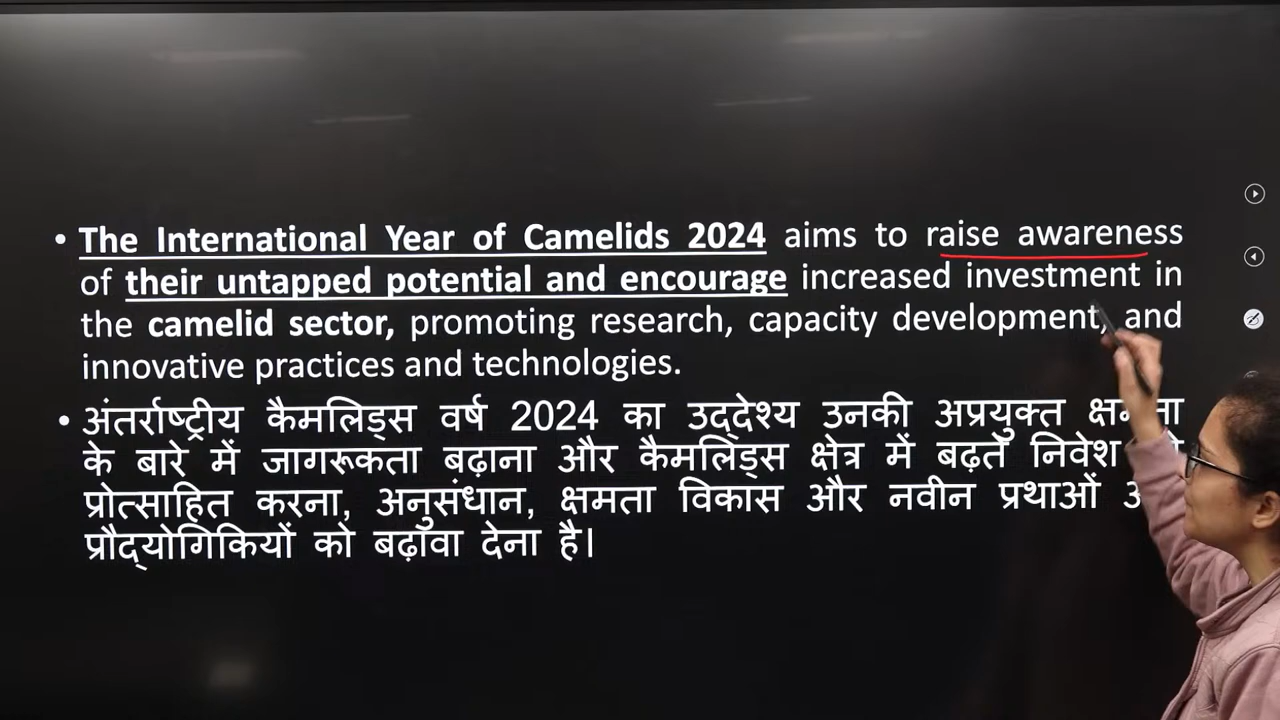 • The International Year of Camelids 2024 aims to raise awareness
of their untapped potential and encourage increased investment in
the camelid sector, promoting research, capacity development, and
innovative practices and technologies.
• अंतर्राष्ट्रीय कैमलिड्स वर्ष 2024 का उद्देश्य उनकी अप्रयुक्त
के बारे में जागरूकता बढ़ाना और कैमलिड्स क्षेत्र में बढ़ते निवेश
प्रोत्साहित करना, अनुसंधान, क्षमता विकास और नवीन प्रथाओं
प्रौद्योगिकियों को बढ़ावा देना है।